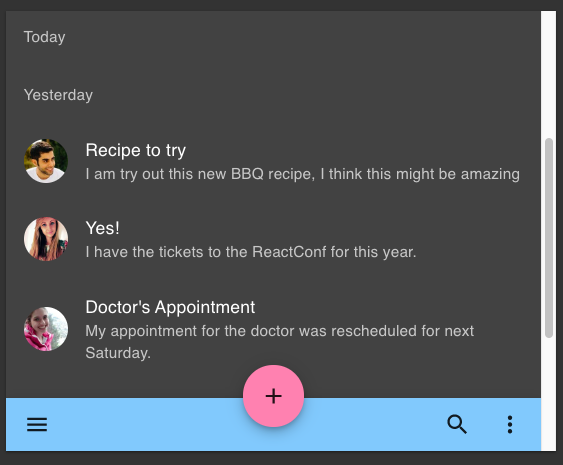 Today
Yesterday
Recipe to try
I am try out this new BBQ recipe, I think this might be amazing
Yes!
I have the tickets to the ReactConf for this year.
Doctor's Appointment
My appointment for the doctor was rescheduled for next
Saturday.